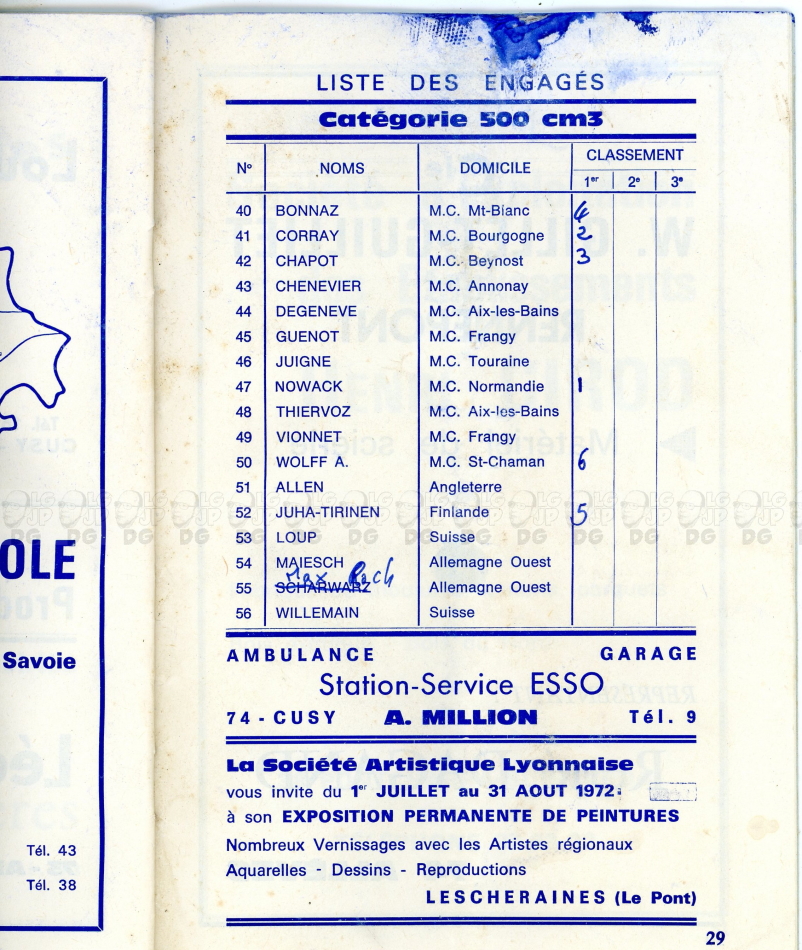 LISTE DES ENGAGÉS
Catégorie 500 cm3
N° NOMS DOMICILE CLASSEMENT
1er 2e 3e
40 BONNAZ M.C. Mt-Blanc 4
41 CORRAY M.C. Bourgogne 2
42 CHAPOT M.C. Beynost 3
43 CHENEVIER M.C. Annonay
44 DEGENEVE M.C. Aix-les-Bains
45 GUENOT M.C. Frangy
46 JUIGNE M.C. Touraine
47 NOWACK M.C. Normandie 1
48 THIERVOZ M.C. Aix-les-Bains
49 VIONNET M.C. Frangy
50 WOLFF A. M.C. St-Chaman 6
51 ALLEN Angleterre
52 JUHA-TIRINEN Finlande 5
53 LOUP Suisse
54 MAIESCH Allemagne Ouest
Max
55 SCHARWARZ Allemagne Ouest
56 WILLEMAIN Suisse
AMBULANCE GARAGE
Station-Service ESSO
74 - CUSY A. MILLION Tél. 9
La Société Artistique Lyonnaise
vous invite du 1er JUILLET au 31 AOUT 1972
à son EXPOSITION PERMANENTE DE PEINTURES
Nombreux Vernissages avec les Artistes régionaux
Aquarelles - Dessins - Reproductions
LESCHERAINES (Le Pont)
29
OLE
Savoie
Tél. 43
Tél. 38